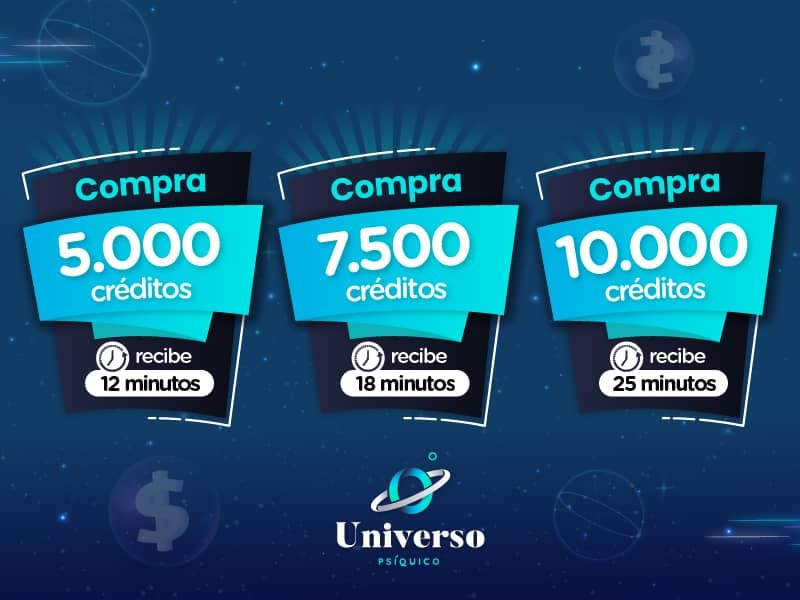 Compra
5.000
créditos
recibe
12 minutos
Compra
7.500
créditos
recibe
18 minutos
Compra
10.000
créditos
recibe
25 minutos
Universo
PSÍQUICO